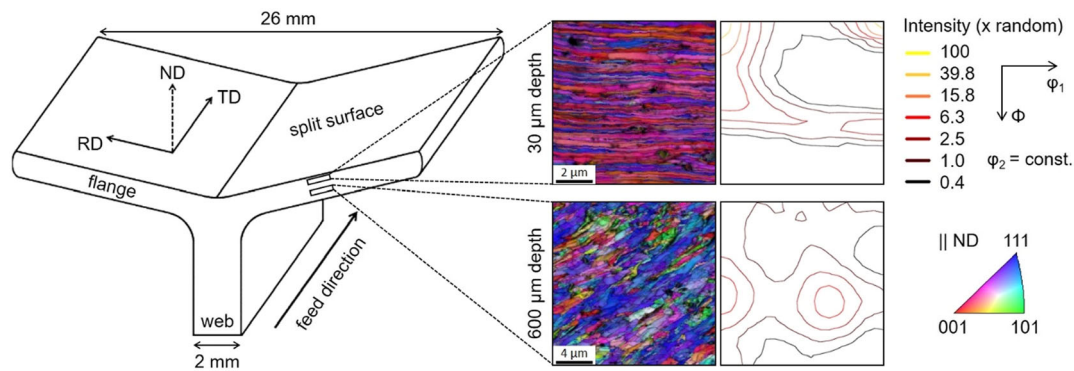 26 mm
ND
TD
RD
split surface
flange
feed direction
web
2 mm
30 µm depth
2 µm
600 µm depth
4 µm
Intensity (x random)
100
39.8
15.8
6.3
2.5
1.0
0.4
φ₁
Φ
φ₂ = const.
|| ND
111
001
101